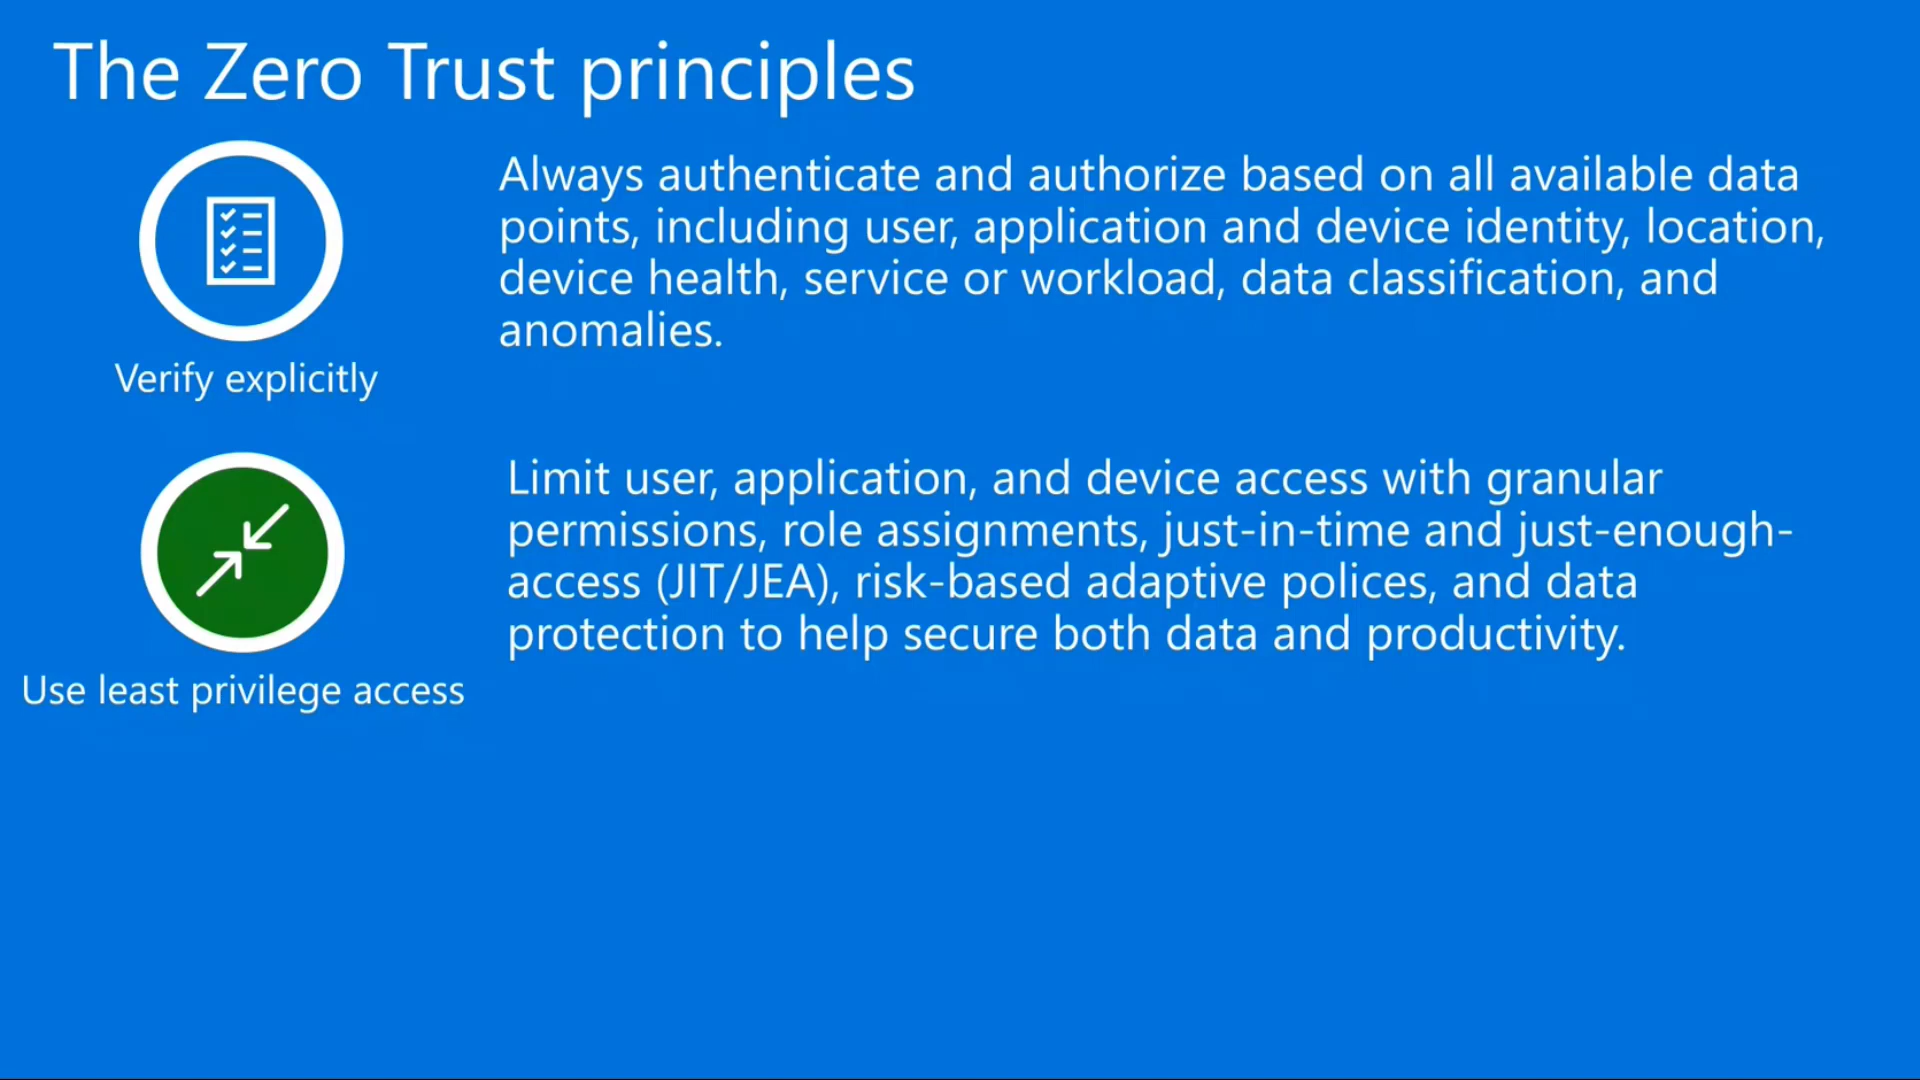 The Zero Trust principles
Always authenticate and authorize based on all available data
points, including user, application and device identity, location,
device health, service or workload, data classification, and
anomalies.
Verify explicitly
Limit user, application, and device access with granular
permissions, role assignments, just-in-time and just-enough-
access (JIT/JEA), risk-based adaptive polices, and data
protection to help secure both data and productivity.
Use least privilege access